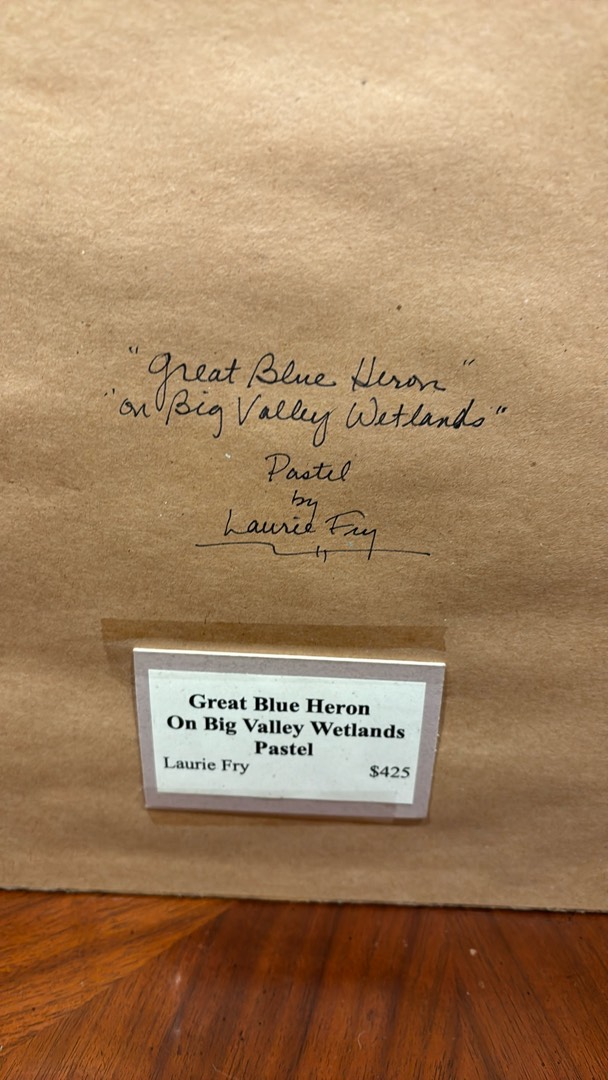 "Great Blue Heron"
"on Big Valley Wetlands"
Pastel
by
Laurie Fry
Great Blue Heron
On Big Valley Wetlands
Pastel
Laurie Fry $425